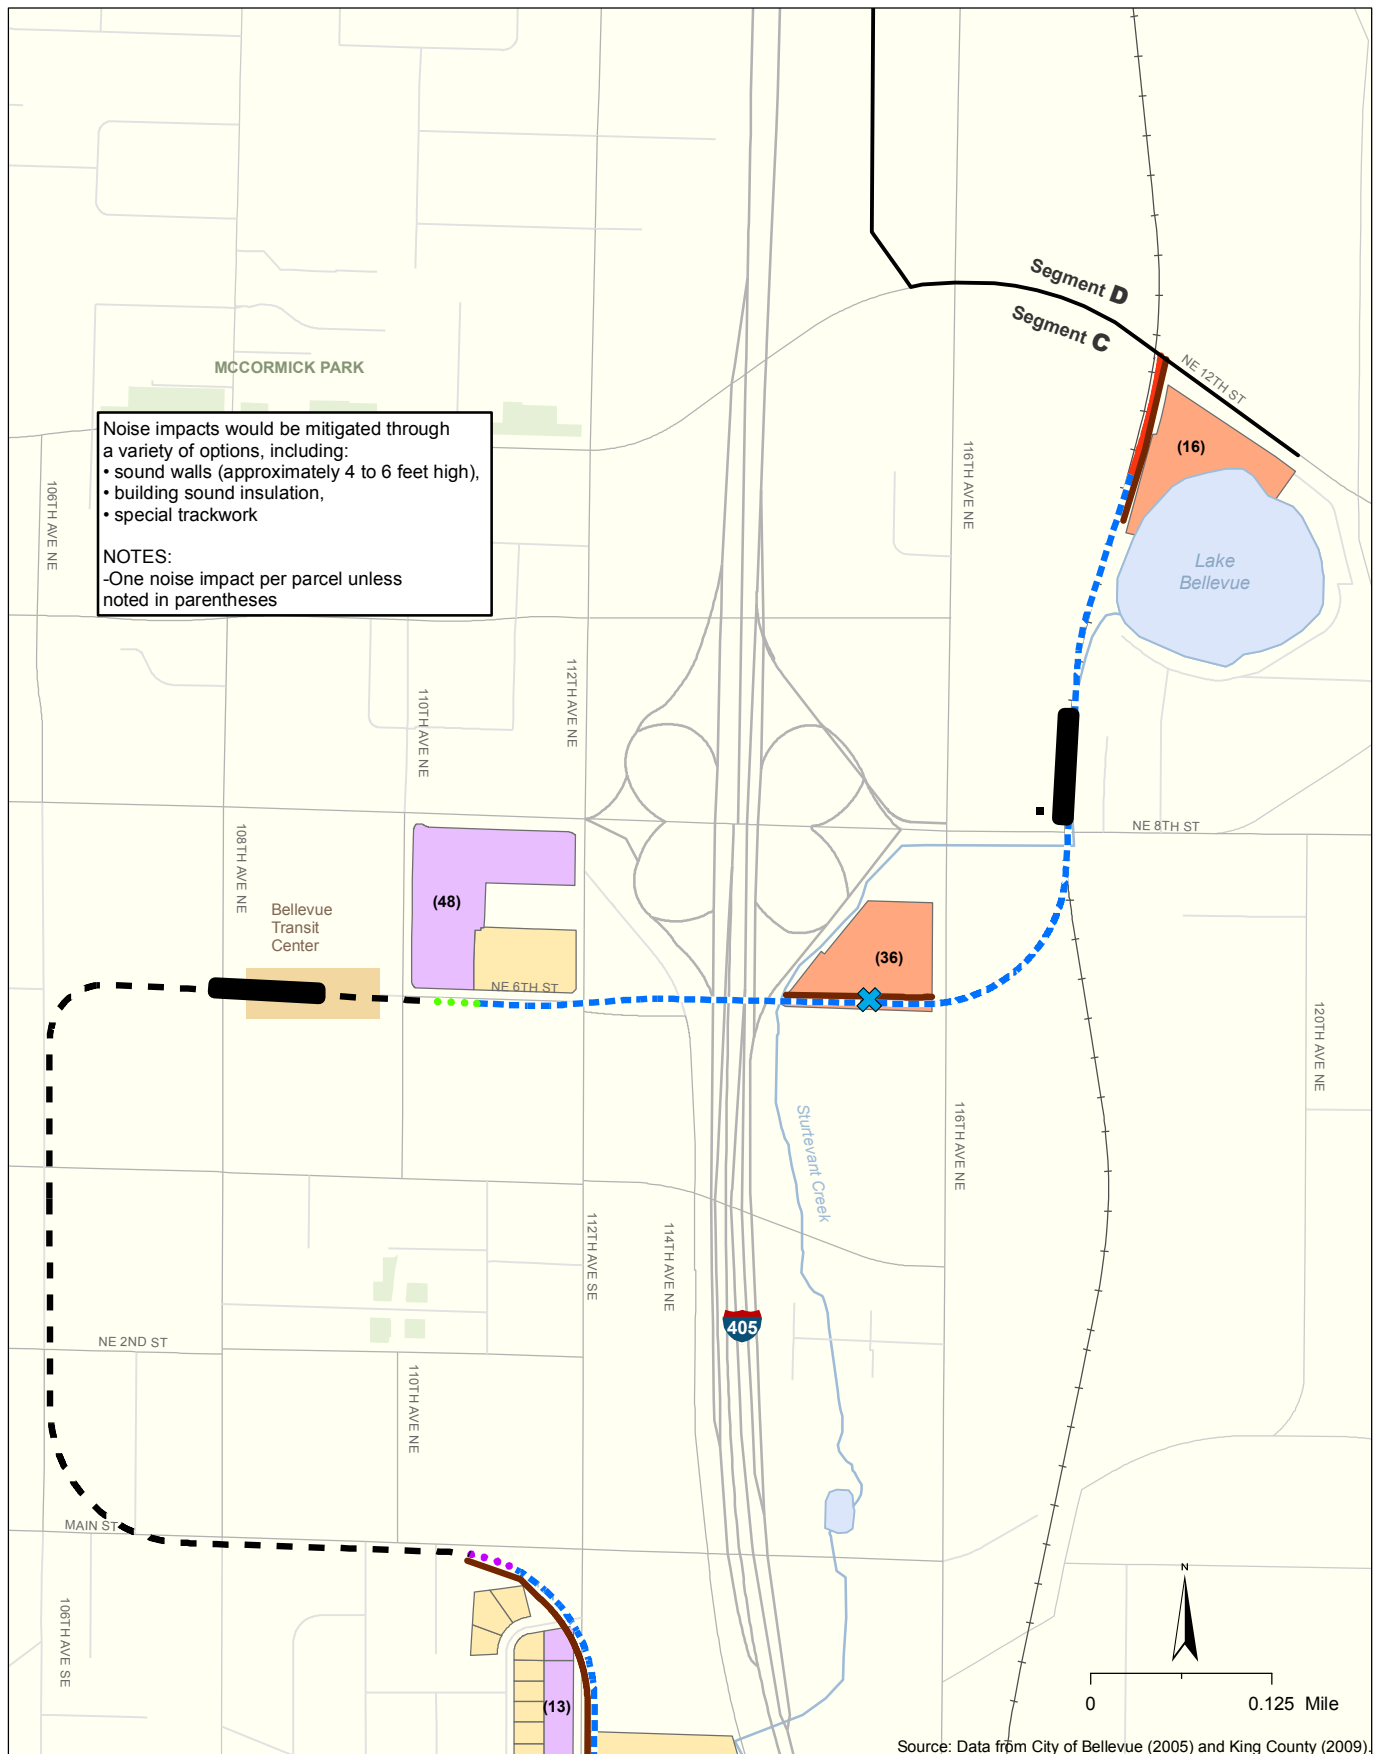 Segment D
Segment C
NE 12TH ST
MCCORMICK PARK
Noise impacts would be mitigated through
a variety of options, including:
• sound walls (approximately 4 to 6 feet high),
• building sound insulation,
• special trackwork
NOTES:
-One noise impact per parcel unless
noted in parentheses
(16)
106TH AVE NE
116TH AVE NE
Lake
Bellevue
110TH AVE NE
112TH AVE NE
108TH AVE NE
NE 8TH ST
(48)
Bellevue
Transit
Center
(36)
NE 6TH ST
120TH AVE NE
Sturtevant Creek
116TH AVE NE
112TH AVE SE
114TH AVE NE
405
NE 2ND ST
110TH AVE NE
MAIN ST
106TH AVE SE
(13)
N
0 0.125 Mile
Source: Data from City of Bellevue (2005) and King County (2009).